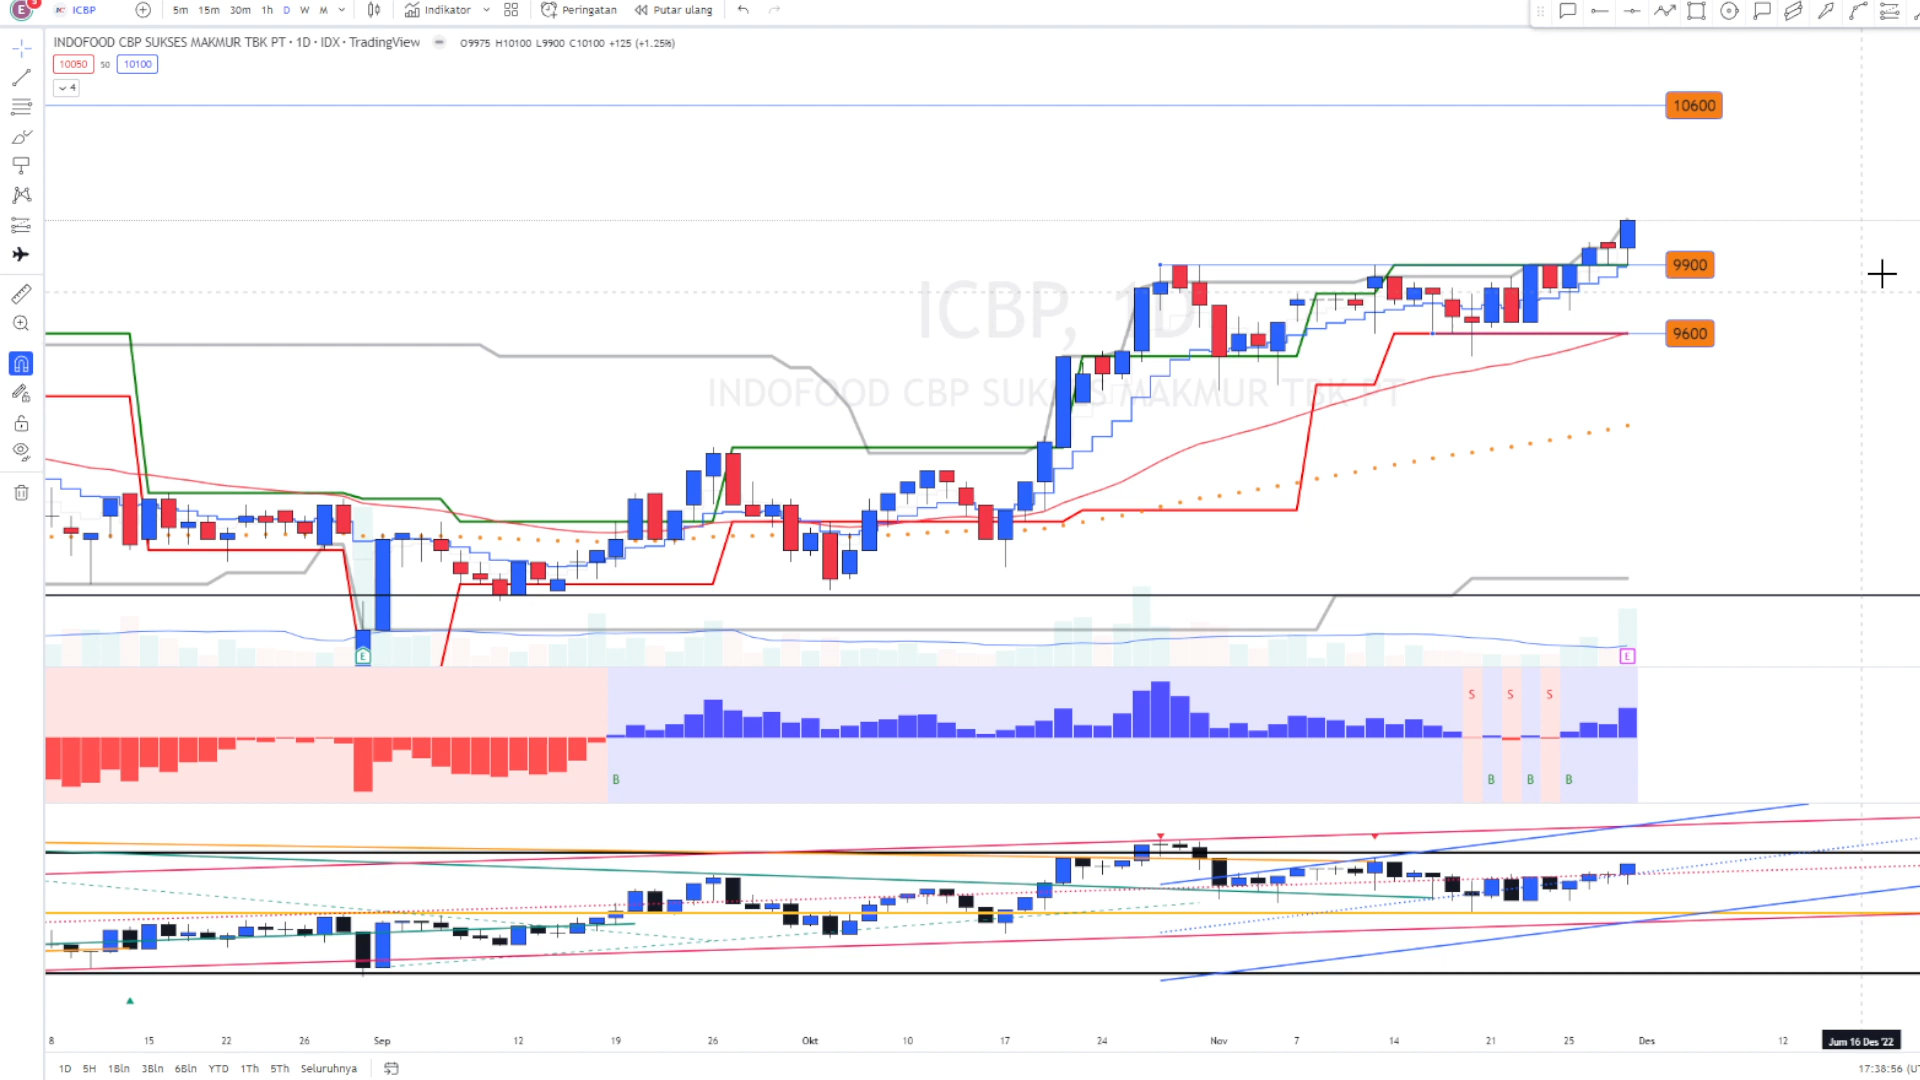 E 5 ICBP 5m 15m 30m 1h D W M Indikator Peringatan Putar ulang
INDOFOOD CBP SUKSES MAKMUR TBK PT · 1D · IDX · TradingView O9975 H10100 L9900 C10100 +125 (+1.25%)
10050 50 10100
4
10600
9900
ICBP, 1D
9600
INDOFOOD CBP SUKSES MAKMUR TBK PT
E E
S S S
B B B B
8 15 22 26 Sep 12 19 26 Okt 10 17 24 Nov 7 14 21 25 Des 12 Jum 16 Des '22
1D 5H 1Bln 3Bln 6Bln YTD 1Th 5Th Seluruhnya 17:38:56 (UT